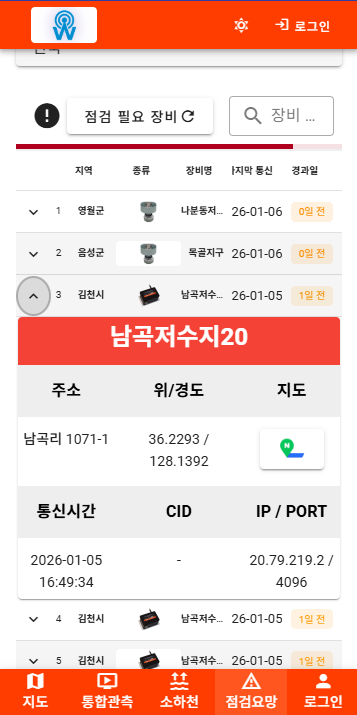 W
로그인
점검 필요 장비
장비 ...
지역 종류 장비명 마지막 통신 경과일
1 영월군 나분동저... 26-01-06 0일 전
2 음성군 목골지구 26-01-06 0일 전
3 김천시 남곡저수... 26-01-05 1일 전
남곡저수지20
주소 위/경도 지도
남곡리 1071-1 36.2293 /
128.1392
N
통신시간 CID IP / PORT
2026-01-05 - 20.79.219.2 /
16:49:34 4096
4 김천시 남곡저수... 26-01-05 1일 전
5 김천시 남곡저수... 26-01-05 1일 전
지도 통합관측 소하천 점검요망 로그인